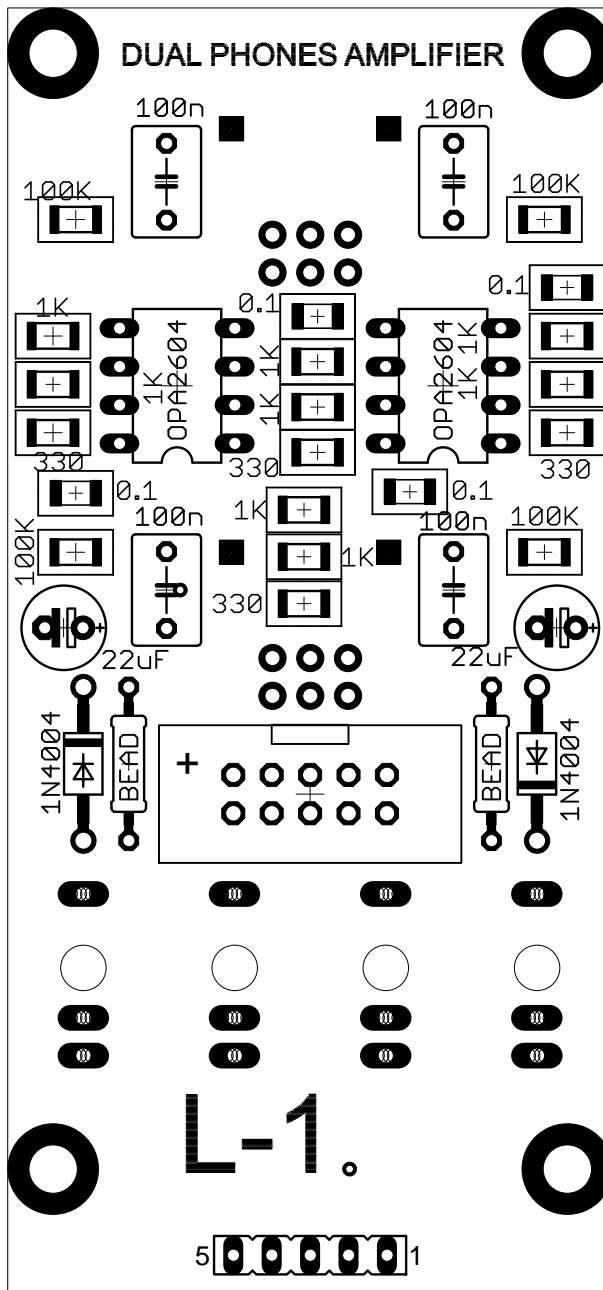 DUAL PHONES AMPLIFIER
100n 100n
100K 100K
0.1
0.1
1K
OPA2604
1K
1K
1K
OPA2604
1K
1K
330 330 330
0.1 0.1
100n 1K 100n 100K
100K
1K
330
22uF 22uF
1N4004
BEAD
+
BEAD
1N4004
L-1.
5 1